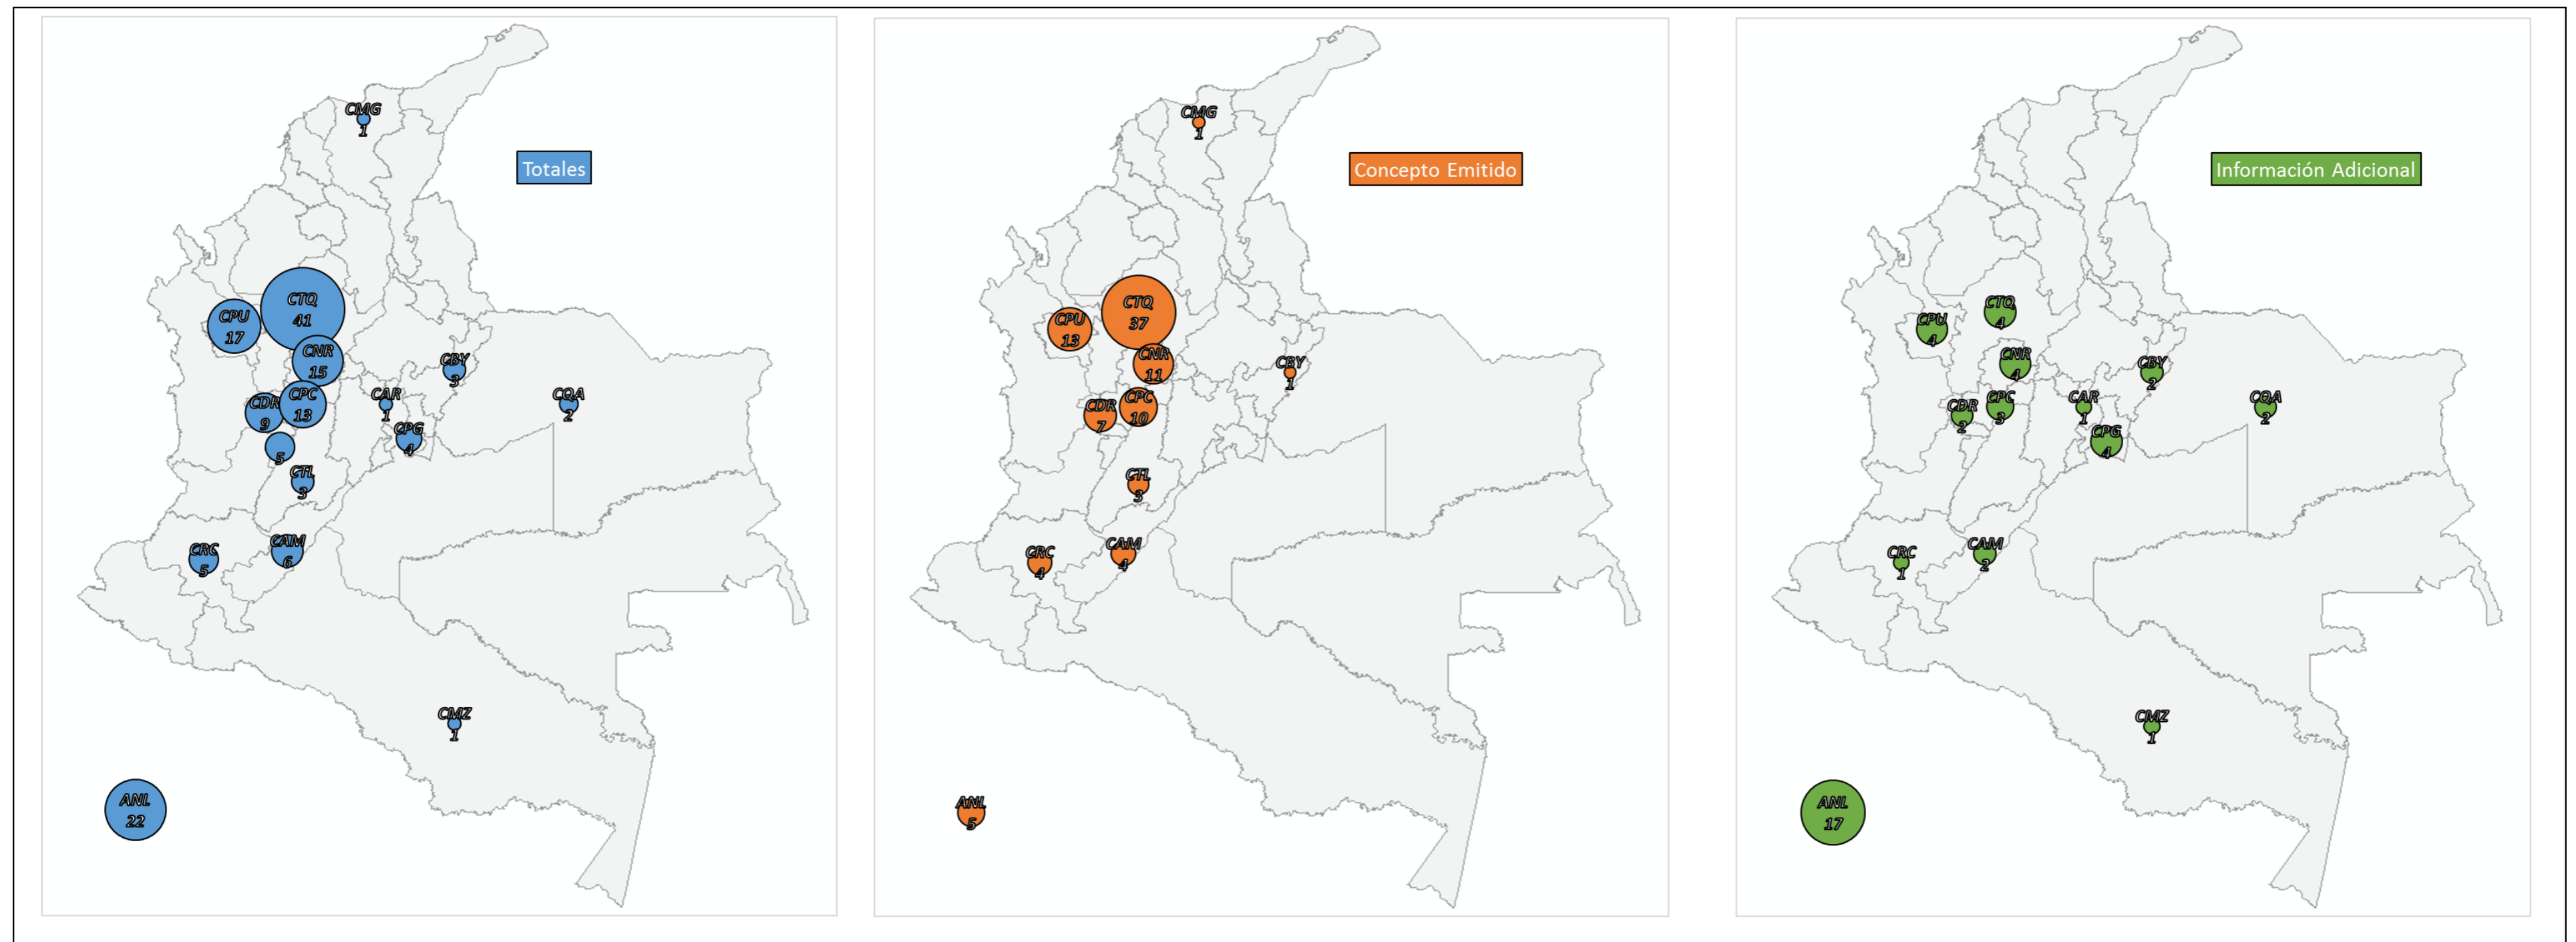 CMG
1
Totales
CTQ
41
CPU
17
CNR
15
CBY
3
CAR
1
CQA
2
CPC
13
CDR
9
CPG
4
5
CTL
3
CAM
6
CRC
5
CMZ
1
ANL
22
CMG
1
Concepto Emitido
CTQ
37
CPU
13
CNR
11
CBY
1
CPC
10
CDR
7
CTL
3
CAM
4
CRC
4
ANL
5
Información Adicional
CTQ
4
CPU
4
CNR
4
CBY
2
CAR
1
CQA
2
CPC
3
CDR
2
CPG
4
CAM
2
CRC
1
CMZ
1
ANL
17